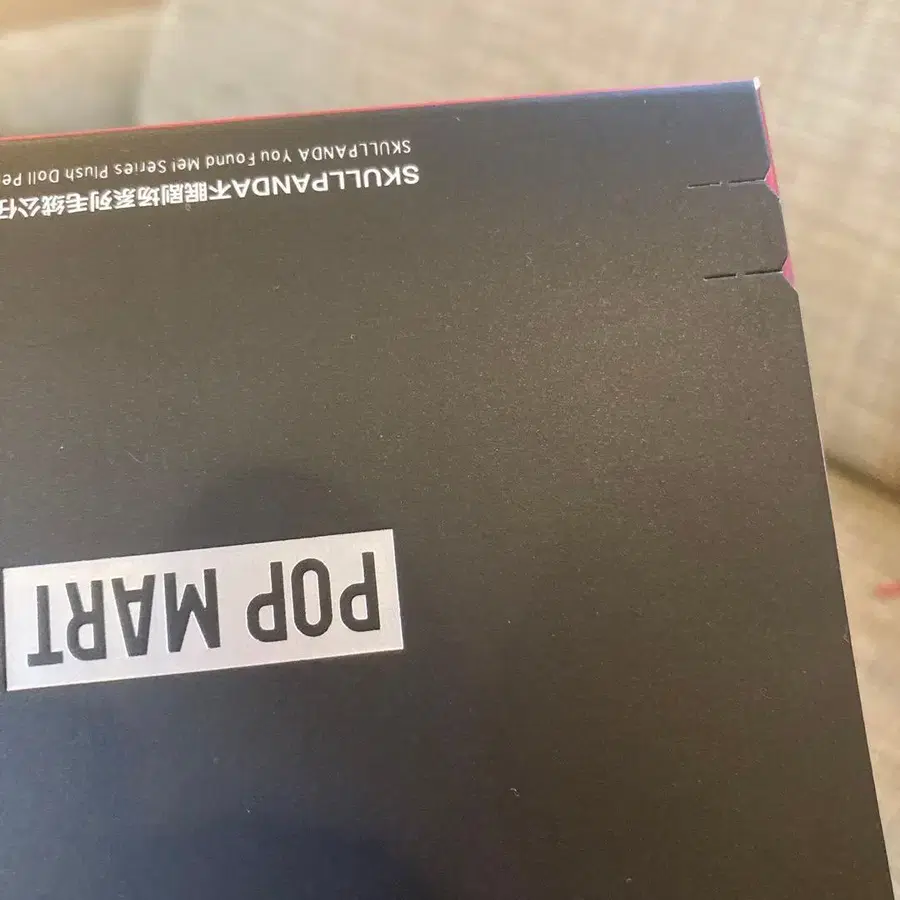 SKULLPANDA不眠剧场系列毛绒公仔
SKULLPANDA You Found Me! Series Plush Doll
POP MART